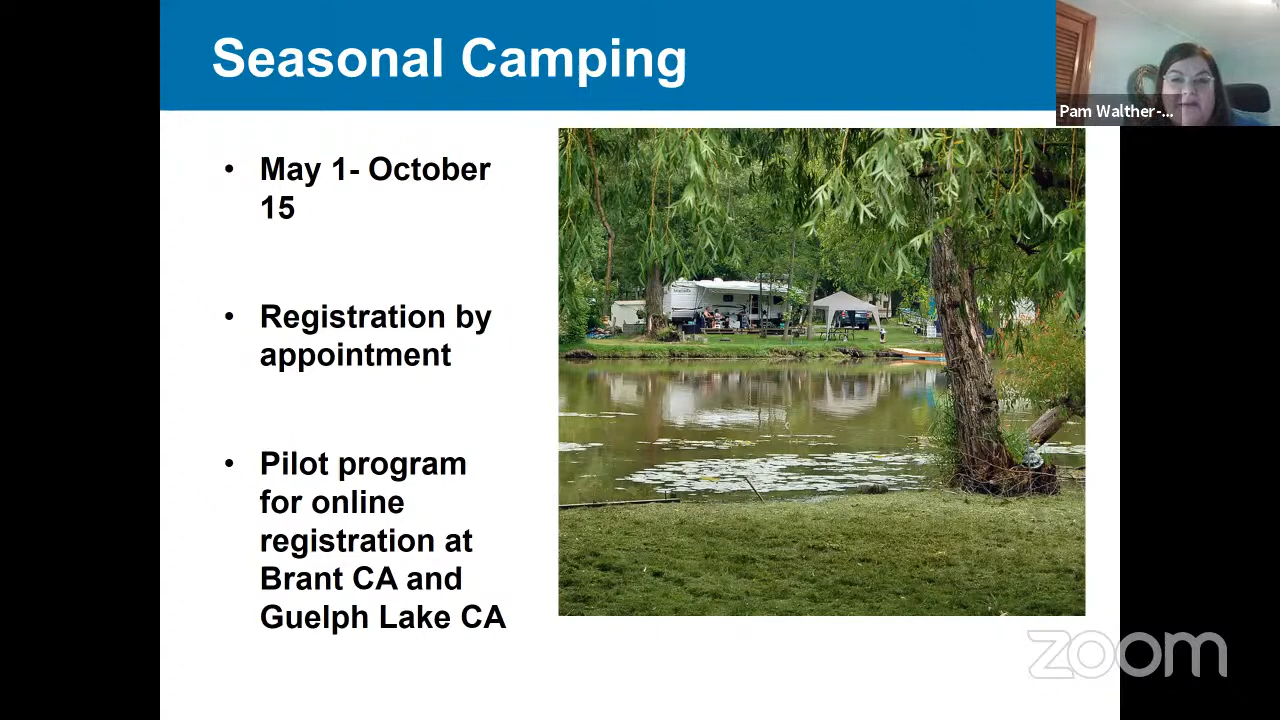 Seasonal Camping
Pam Walther-...
• May 1- October
15
• Registration by
appointment
• Pilot program
for online
registration at
Brant CA and
Guelph Lake CA
zoom